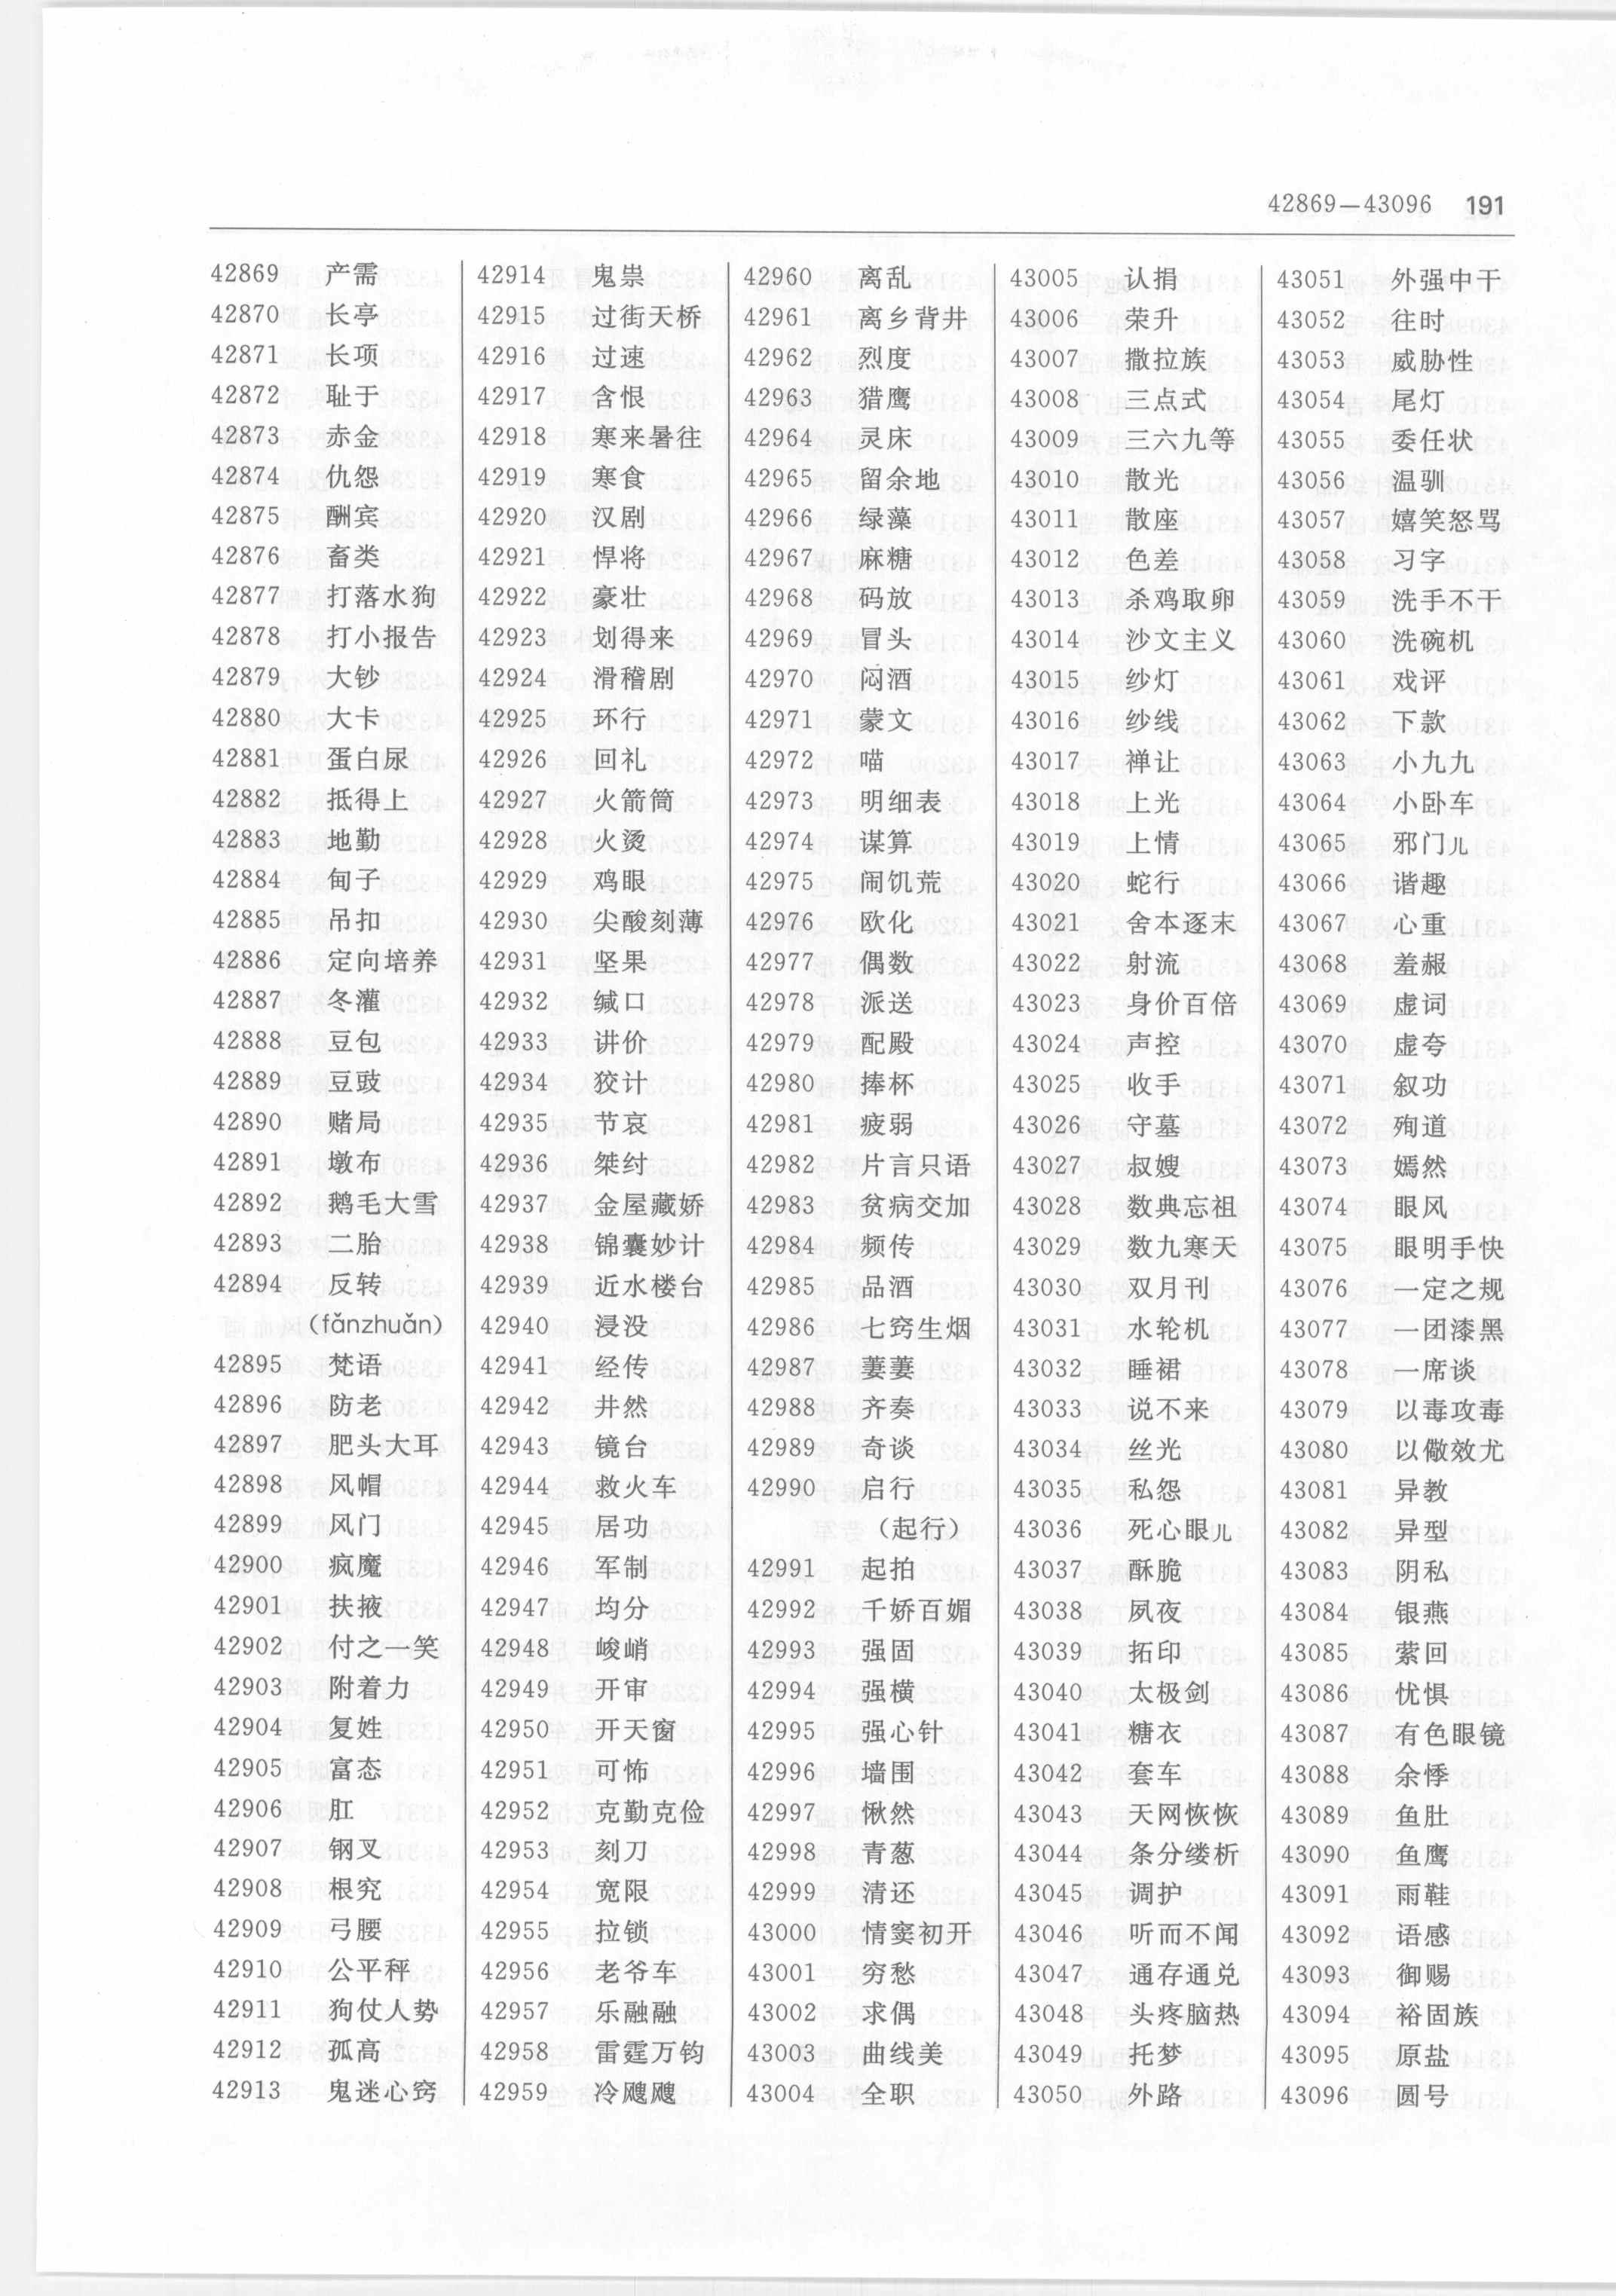 42869—43096 191
42869 产需
42870 长亭
42871 长项
42872 耻于
42873 赤金
42874 仇怨
42875 酬宾
42876 畜类
42877 打落水狗
42878 打小报告
42879 大钞
42880 大卡
42881 蛋白尿
42882 抵得上
42883 地勤
42884 甸子
42885 吊扣
42886 定向培养
42887 冬灌
42888 豆包
42889 豆豉
42890 赌局
42891 墩布
42892 鹅毛大雪
42893 二胎
42894 反转
(fǎnzhuǎn)
42895 梵语
42896 防老
42897 肥头大耳
42898 风帽
42899 风门
42900 疯魔
42901 扶掖
42902 付之一笑
42903 附着力
42904 复姓
42905 富态
42906 肛
42907 钢叉
42908 根究
42909 弓腰
42910 公平秤
42911 狗仗人势
42912 孤高
42913 鬼迷心窍
42914 鬼祟
42915 过街天桥
42916 过速
42917 含恨
42918 寒来暑往
42919 寒食
42920 汉剧
42921 悍将
42922 豪壮
42923 划得来
42924 滑稽剧
42925 环行
42926 回礼
42927 火箭筒
42928 火烫
42929 鸡眼
42930 尖酸刻薄
42931 坚果
42932 缄口
42933 讲价
42934 狡计
42935 节哀
42936 桀纣
42937 金屋藏娇
42938 锦囊妙计
42939 近水楼台
42940 浸没
42941 经传
42942 井然
42943 镜台
42944 救火车
42945 居功
42946 军制
42947 均分
42948 峻峭
42949 开审
42950 开天窗
42951 可怖
42952 克勤克俭
42953 刻刀
42954 宽限
42955 拉锁
42956 老爷车
42957 乐融融
42958 雷霆万钧
42959 冷飕飕
42960 离乱
42961 离乡背井
42962 烈度
42963 猎鹰
42964 灵床
42965 留余地
42966 绿藻
42967 麻糖
42968 码放
42969 冒头
42970 闷酒
42971 蒙文
42972 喵
42973 明细表
42974 谋算
42975 闹饥荒
42976 欧化
42977 偶数
42978 派送
42979 配殿
42980 捧杯
42981 疲弱
42982 片言只语
42983 贫病交加
42984 频传
42985 品酒
42986 七窍生烟
42987 萋萋
42988 齐奏
42989 奇谈
42990 启行
(起行)
42991 起拍
42992 千娇百媚
42993 强固
42994 强横
42995 强心针
42996 墙围
42997 愀然
42998 青葱
42999 清还
43000 情窦初开
43001 穷愁
43002 求偶
43003 曲线美
43004 全职
43005 认捐
43006 荣升
43007 撒拉族
43008 三点式
43009 三六九等
43010 散光
43011 散座
43012 色差
43013 杀鸡取卵
43014 沙文主义
43015 纱灯
43016 纱线
43017 禅让
43018 上光
43019 上情
43020 蛇行
43021 舍本逐末
43022 射流
43023 身价百倍
43024 声控
43025 收手
43026 守墓
43027 叔嫂
43028 数典忘祖
43029 数九寒天
43030 双月刊
43031 水轮机
43032 睡裙
43033 说不来
43034 丝光
43035 私怨
43036 死心眼儿
43037 酥脆
43038 夙夜
43039 拓印
43040 太极剑
43041 糖衣
43042 套车
43043 天网恢恢
43044 条分缕析
43045 调护
43046 听而不闻
43047 通存通兑
43048 头疼脑热
43049 托梦
43050 外路
43051 外强中干
43052 往时
43053 威胁性
43054 尾灯
43055 委任状
43056 温驯
43057 嬉笑怒骂
43058 习字
43059 洗手不干
43060 洗碗机
43061 戏评
43062 下款
43063 小九九
43064 小卧车
43065 邪门儿
43066 谐趣
43067 心重
43068 羞赧
43069 虚词
43070 虚夸
43071 叙功
43072 殉道
43073 嫣然
43074 眼风
43075 眼明手快
43076 一定之规
43077 一团漆黑
43078 一席谈
43079 以毒攻毒
43080 以儆效尤
43081 异教
43082 异型
43083 阴私
43084 银燕
43085 萦回
43086 忧惧
43087 有色眼镜
43088 余悸
43089 鱼肚
43090 鱼鹰
43091 雨鞋
43092 语感
43093 御赐
43094 裕固族
43095 原盐
43096 圆号